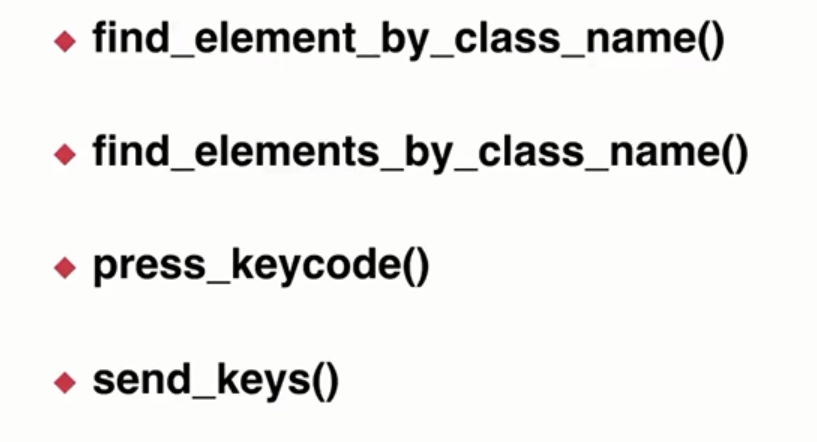 find_element_by_class_name()
find_elements_by_class_name()
press_keycode()
send_keys()